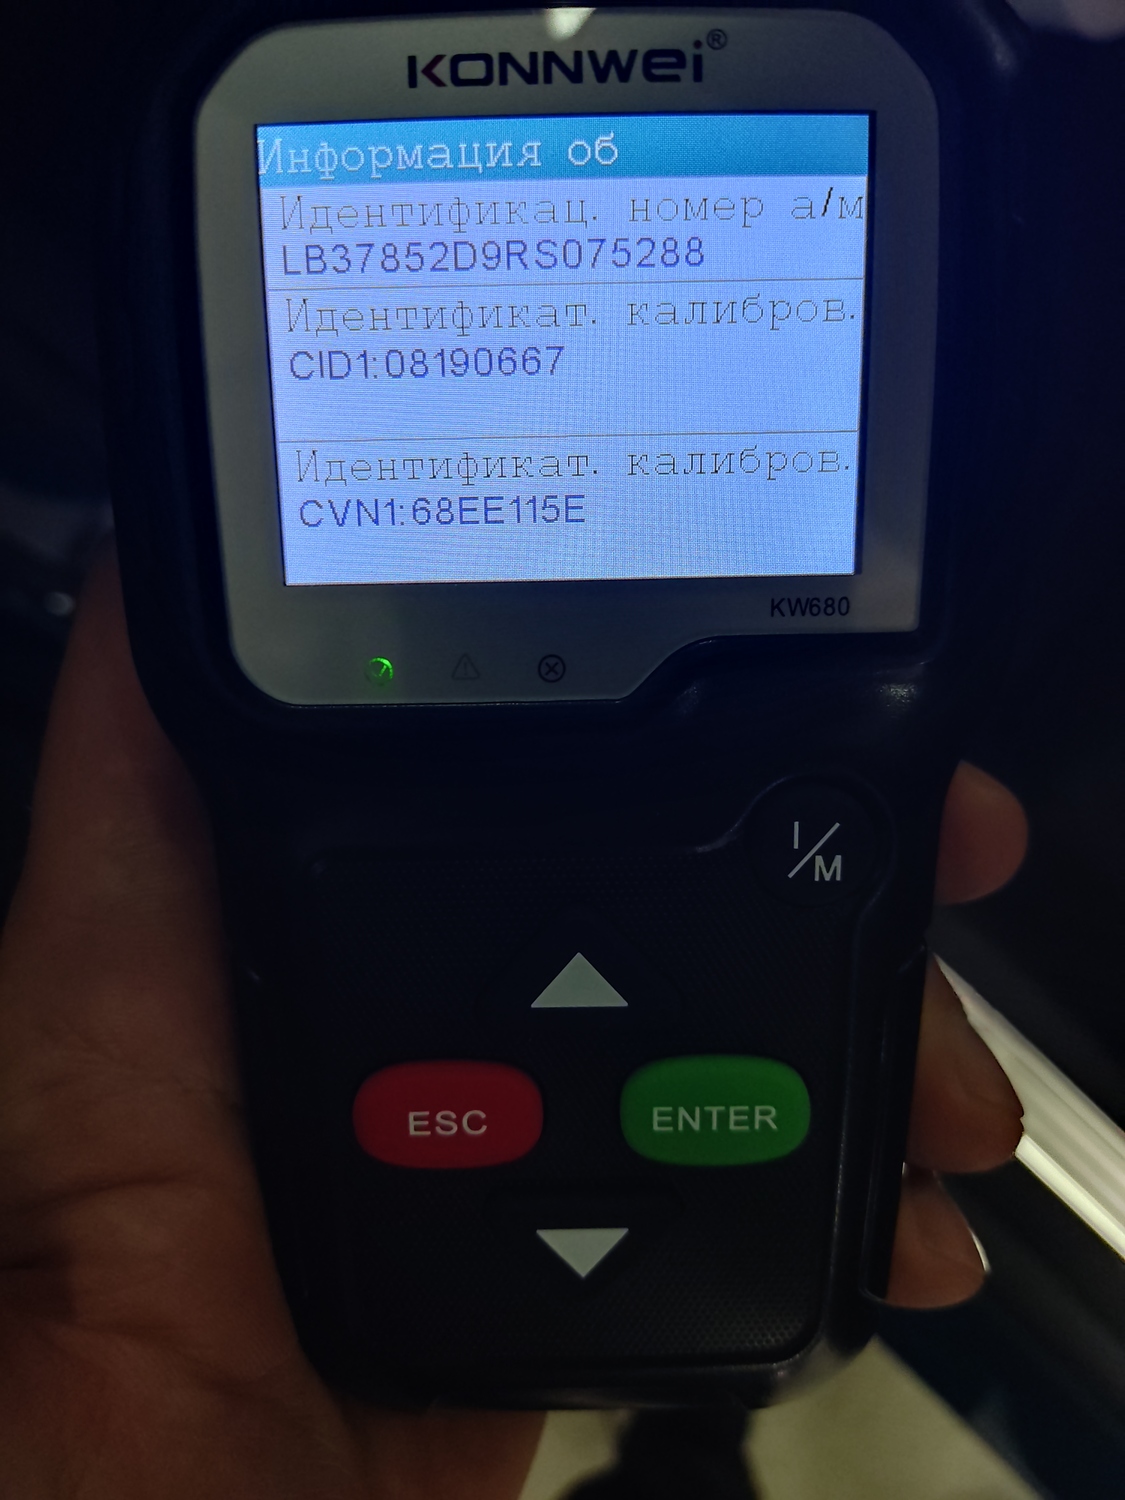 KONNWEI®
Информация об
Идентификац. номер а/м
LB37852D9RS075288
Идентификат. калибров.
CID1:08190667
Идентификат. калибров.
CVN1:68EE115E
KW680
I/M
ESC
ENTER